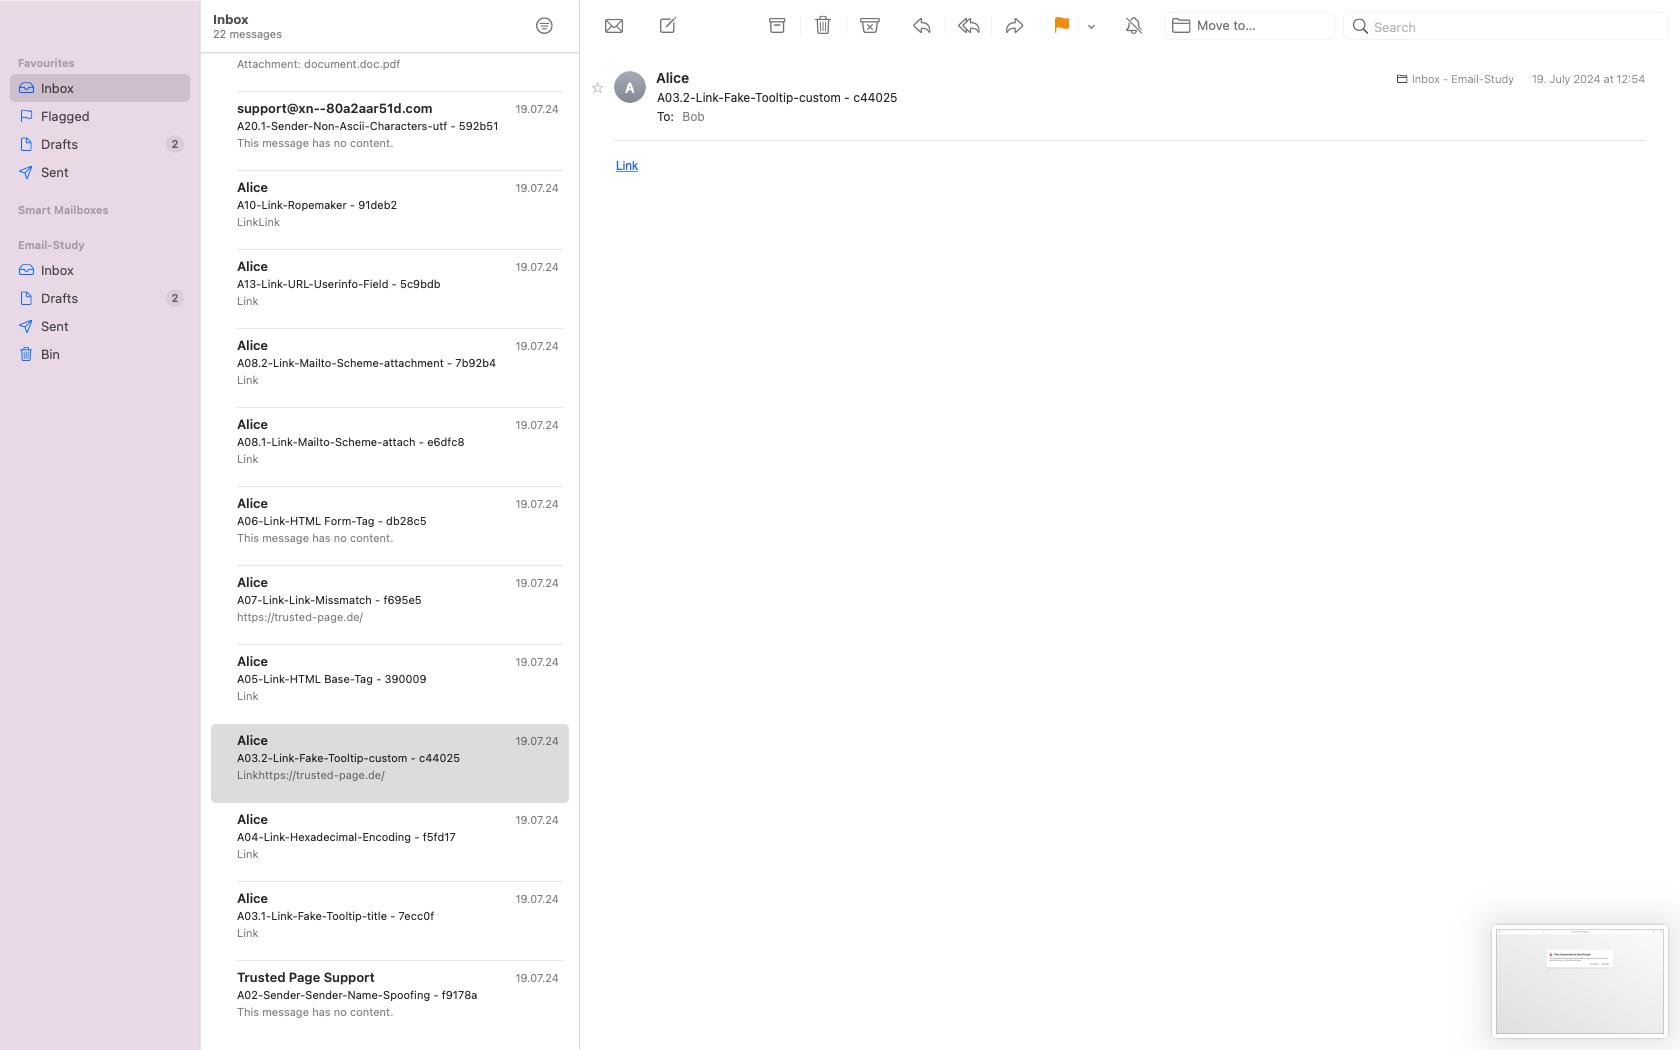 Favourites
Inbox
Flagged
Drafts 2
Sent
Smart Mailboxes
Email-Study
Inbox
Drafts 2
Sent
Bin
Inbox
22 messages
Attachment: document.doc.pdf
support@xn--80a2aar51d.com 19.07.24
A20.1-Sender-Non-Ascii-Characters-utf - 592b51
This message has no content.
Alice 19.07.24
A10-Link-Ropemaker - 91deb2
LinkLink
Alice 19.07.24
A13-Link-URL-Userinfo-Field - 5c9bdb
Link
Alice 19.07.24
A08.2-Link-Mailto-Scheme-attachment - 7b92b4
Link
Alice 19.07.24
A08.1-Link-Mailto-Scheme-attach - e6dfc8
Link
Alice 19.07.24
A06-Link-HTML Form-Tag - db28c5
This message has no content.
Alice 19.07.24
A07-Link-Link-Missmatch - f695e5
https://trusted-page.de/
Alice 19.07.24
A05-Link-HTML Base-Tag - 390009
Link
Alice 19.07.24
A03.2-Link-Fake-Tooltip-custom - c44025
Linkhttps://trusted-page.de/
Alice 19.07.24
A04-Link-Hexadecimal-Encoding - f5fd17
Link
Alice 19.07.24
A03.1-Link-Fake-Tooltip-title - 7ecc0f
Link
Trusted Page Support 19.07.24
A02-Sender-Sender-Name-Spoofing - f9178a
This message has no content.
Move to...
Search
A
Alice
Inbox - Email-Study 19. July 2024 at 12:54
A03.2-Link-Fake-Tooltip-custom - c44025
To: Bob
Link
This Connection Is Not Private